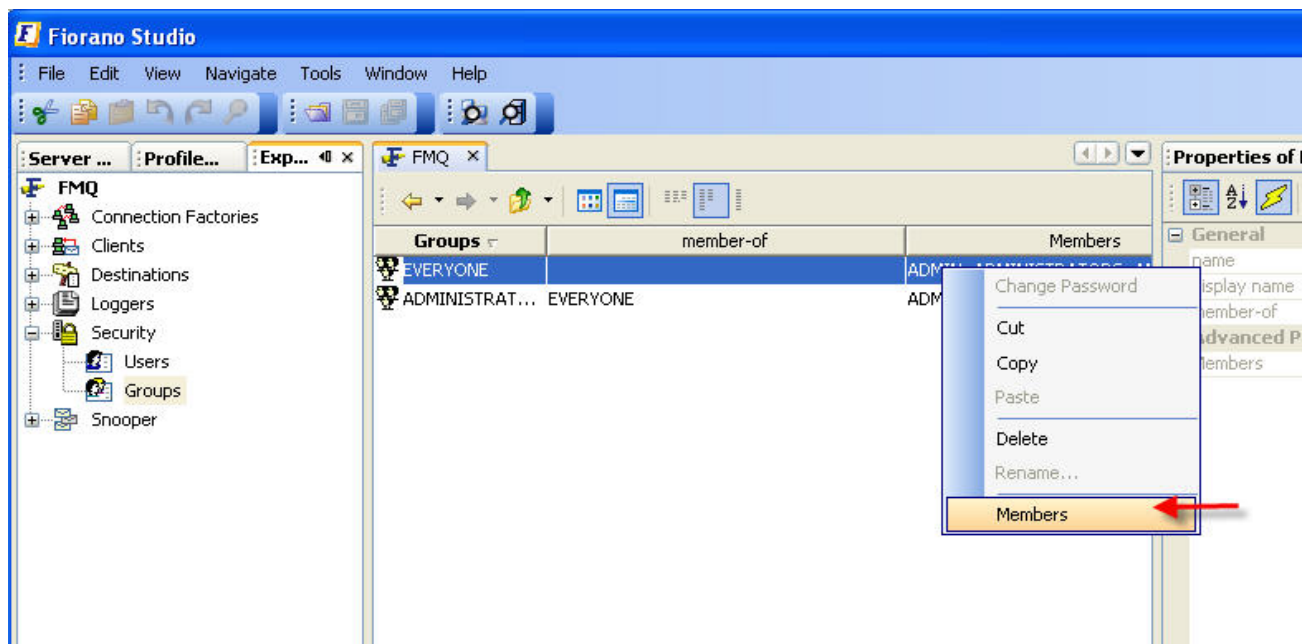 Fiorano Studio
File Edit View Navigate Tools Window Help
Server ... Profile... Exp...
FMQ
Connection Factories
Clients
Destinations
Loggers
Security
Users
Groups
Snooper
FMQ
Groups member-of Members
EVERYONE
ADMINISTRAT... EVERYONE ADM
Change Password
Cut
Copy
Paste
Delete
Rename...
Members
Properties of
General
name
display name
member-of
Advanced P
Members